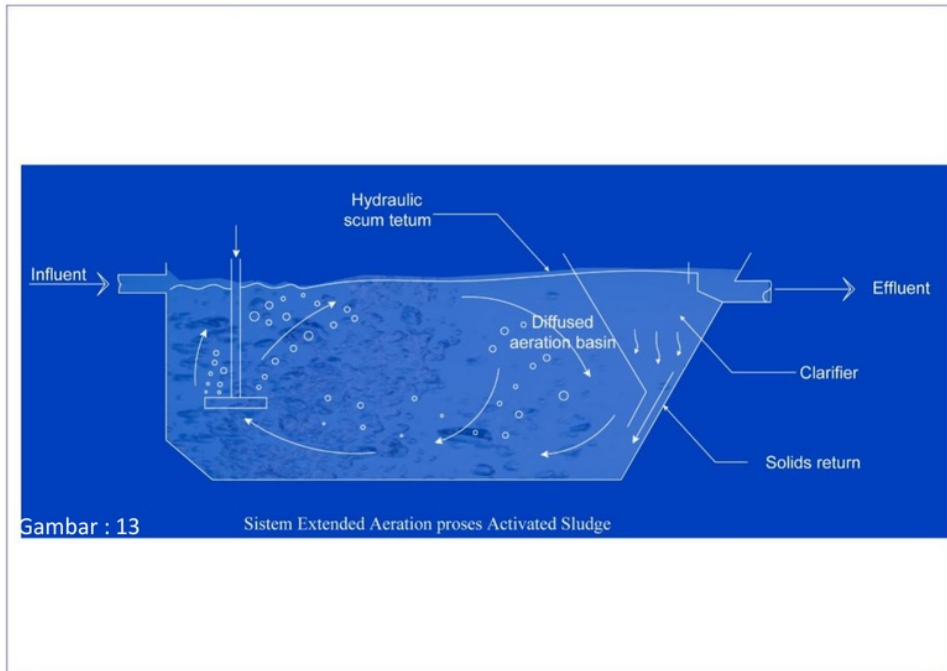 Hydraulic
scum tetum
Influent
Effluent
Diffused
aeration basin
Clarifier
Solids return
Gambar : 13
Sistem Extended Aeration proses Activated Sludge